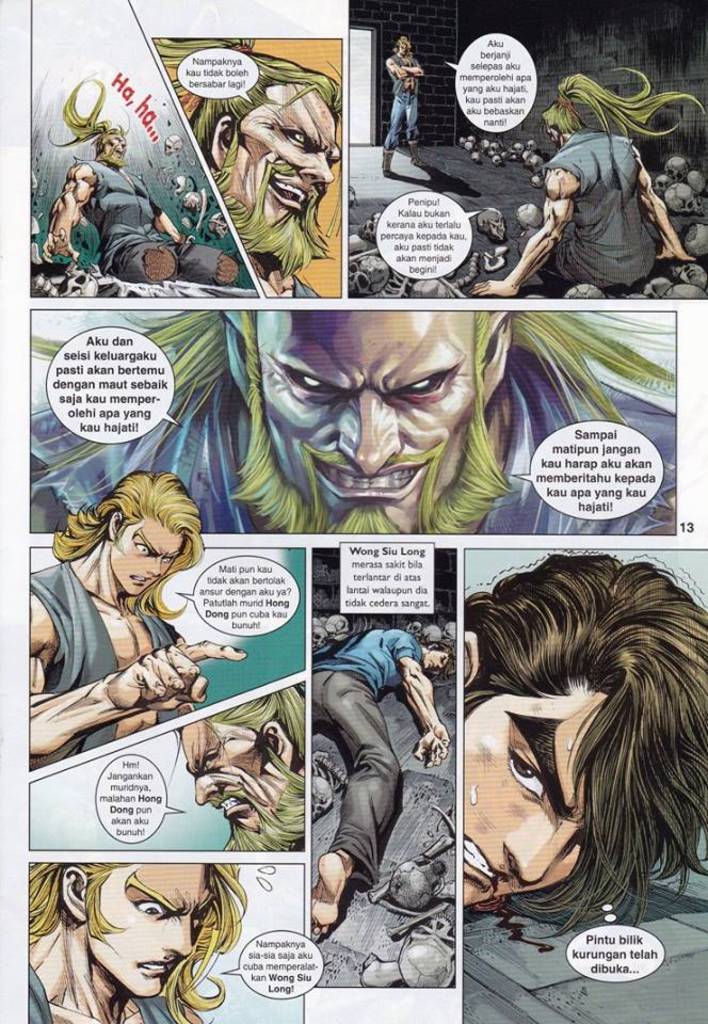 Ha, ha...
Nampaknya
kau tidak boleh
bersabar lagi!
Aku
berjanji
selepas aku
memperolehi apa
yang aku hajati,
kau pasti akan
aku bebaskan
nanti!
Penipu!
Kalau bukan
kerana aku terlalu
percaya kepada kau,
aku pasti tidak
akan menjadi
begini!
Aku dan
seisi keluargaku
pasti akan bertemu
dengan maut sebaik
saja kau memper-
olehi apa yang
kau hajati!
Sampai
matipun jangan
kau harap aku akan
memberitahu kepada
kau apa yang kau
hajati!
13
Mati pun kau
tidak akan bertolak
ansur dengan aku ya?
Patutlah murid Hong
Dong pun cuba kau
bunuh!
Hm!
Jangankan
muridnya,
malahan Hong
Dong pun
akan aku
bunuh!
Nampaknya
sia-sia saja aku
cuba memperalat-
kan Wong Siu
Long!
Wong Siu Long
merasa sakit bila
terlantar di atas
lantai walaupun dia
tidak cedera sangat.
Pintu bilik
kurungan telah
dibuka...